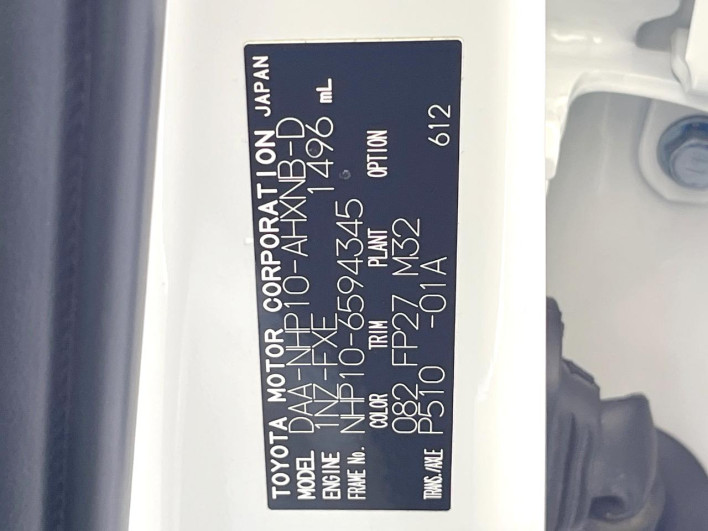 TOYOTA MOTOR CORPORATION JAPAN
MODEL DAA-NHP10-AHXNB-D
ENGINE 1NZ-FXE 1496 mL
FRAME No. NHP10-6594345
COLOR TRIM PLANT OPTION
082 FP27 M32 612
TRANS./AXLE P510 -01A